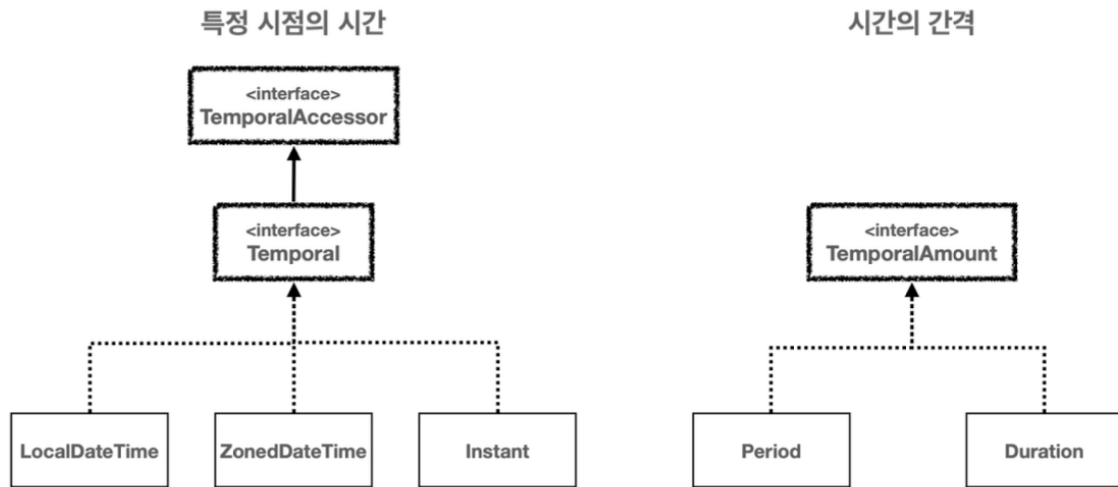 특정 시점의 시간
시간의 간격
<interface>
TemporalAccessor
<interface>
Temporal
<interface>
TemporalAmount
LocalDateTime
ZonedDateTime
Instant
Period
Duration